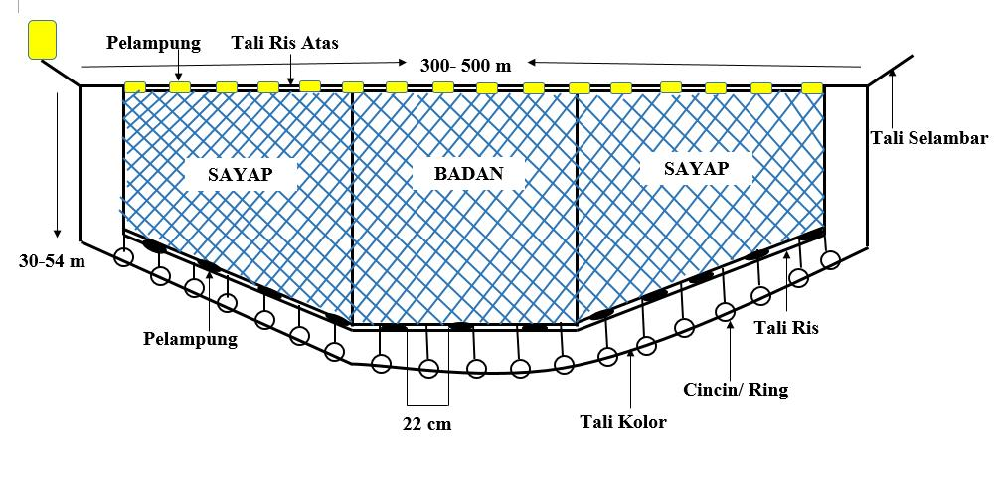 Pelampung
Tali Ris Atas
300- 500 m
Tali Selambar
SAYAP
BADAN
SAYAP
30-54 m
Pelampung
Tali Ris
Cincin/ Ring
22 cm
Tali Kolor